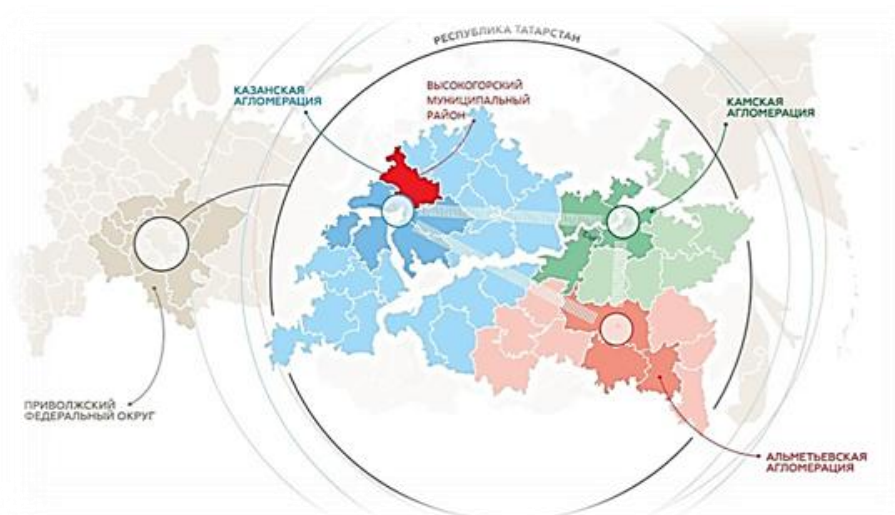 РЕСПУБЛИКА ТАТАРСТАН
КАЗАНСКАЯ
АГЛОМЕРАЦИЯ
ВЫСОКОГОРСКИЙ
МУНИЦИПАЛЬНЫЙ
РАЙОН
КАМСКАЯ
АГЛОМЕРАЦИЯ
ПРИВОЛЖСКИЙ
ФЕДЕРАЛЬНЫЙ ОКРУГ
АЛЬМЕТЬЕВСКАЯ
АГЛОМЕРАЦИЯ